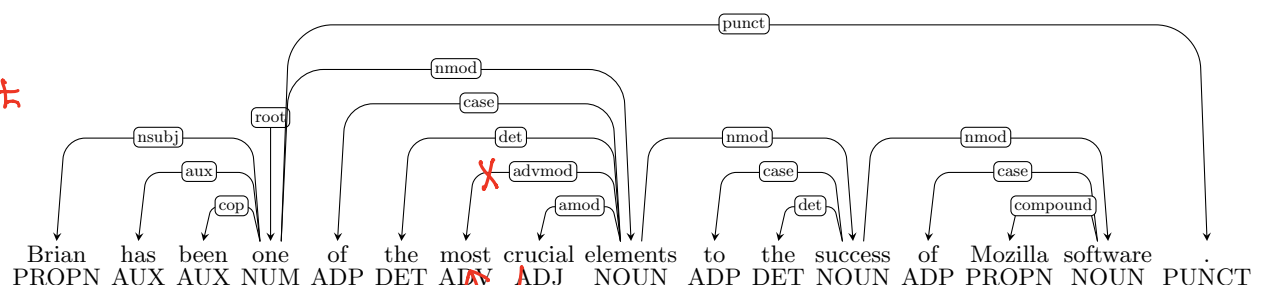 punct
nmod
case
root
nsubj det nmod nmod
aux advmod case case
cop amod det compound
Brian has been one of the most crucial elements to the success of Mozilla software .
PROPN AUX AUX NUM ADP DET ADV ADJ NOUN ADP DET NOUN ADP PROPN NOUN PUNCT